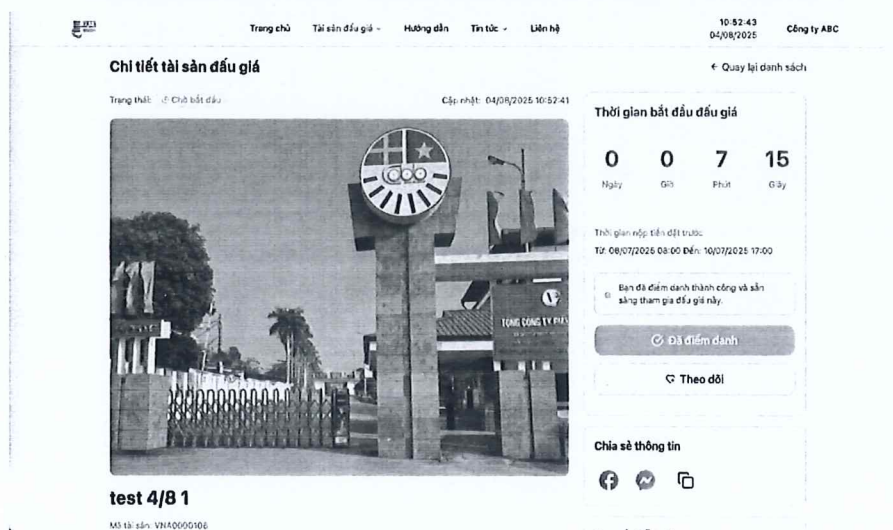 Trang chủ Tài sản đấu giá Hướng dẫn Tin tức Liên hệ
10:52:43
04/08/2025
Công ty ABC
Chi tiết tài sản đấu giá
← Quay lại danh sách
Trạng thái: Chờ bắt đầu
Cập nhật: 04/08/2025 10:52:41
TỔNG CÔNG TY
Thời gian bắt đầu đấu giá
0 0 7 15
Ngày Giờ Phút Giây
Thời gian nộp tiền đặt trước
Từ: 08/07/2025 08:00 Đến: 10/07/2025 17:00
Bạn đã điểm danh thành công và sẵn
sàng tham gia đấu giá này.
Đã điểm danh
Theo dõi
Chia sẻ thông tin
test 4/8 1
Mã tài sản: VNA0000106